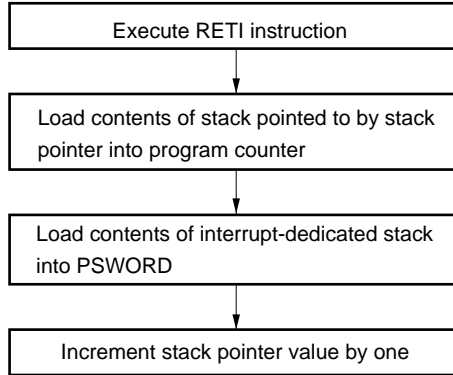 Execute RETI instruction
Load contents of stack pointed to by stack
pointer into program counter
Load contents of interrupt-dedicated stack
into PSWORD
Increment stack pointer value by one